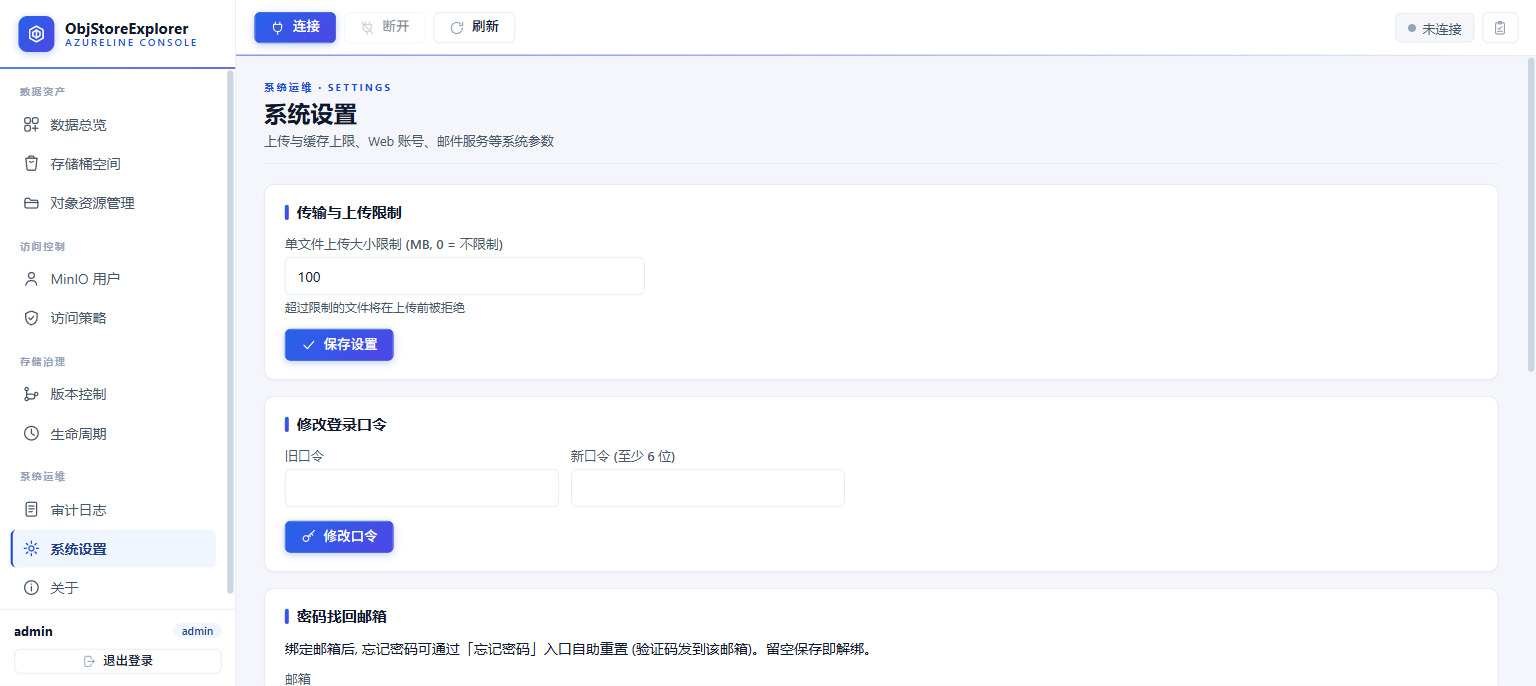 ObjStoreExplorer
AZURELINE CONSOLE
数据资产
数据总览
存储桶空间
对象资源管理
访问控制
MinIO 用户
访问策略
存储治理
版本控制
生命周期
系统运维
审计日志
系统设置
关于
admin
admin
退出登录
连接
断开
刷新
未连接
系统运维 · SETTINGS
系统设置
上传与缓存上限、Web 账号、邮件服务等系统参数
传输与上传限制
单文件上传大小限制 (MB, 0 = 不限制)
100
超过限制的文件将在上传前被拒绝
保存设置
修改登录口令
旧口令
新口令 (至少 6 位)
修改口令
密码找回邮箱
绑定邮箱后, 忘记密码可通过「忘记密码」入口自助重置 (验证码发到该邮箱)。留空保存即解绑。
邮箱